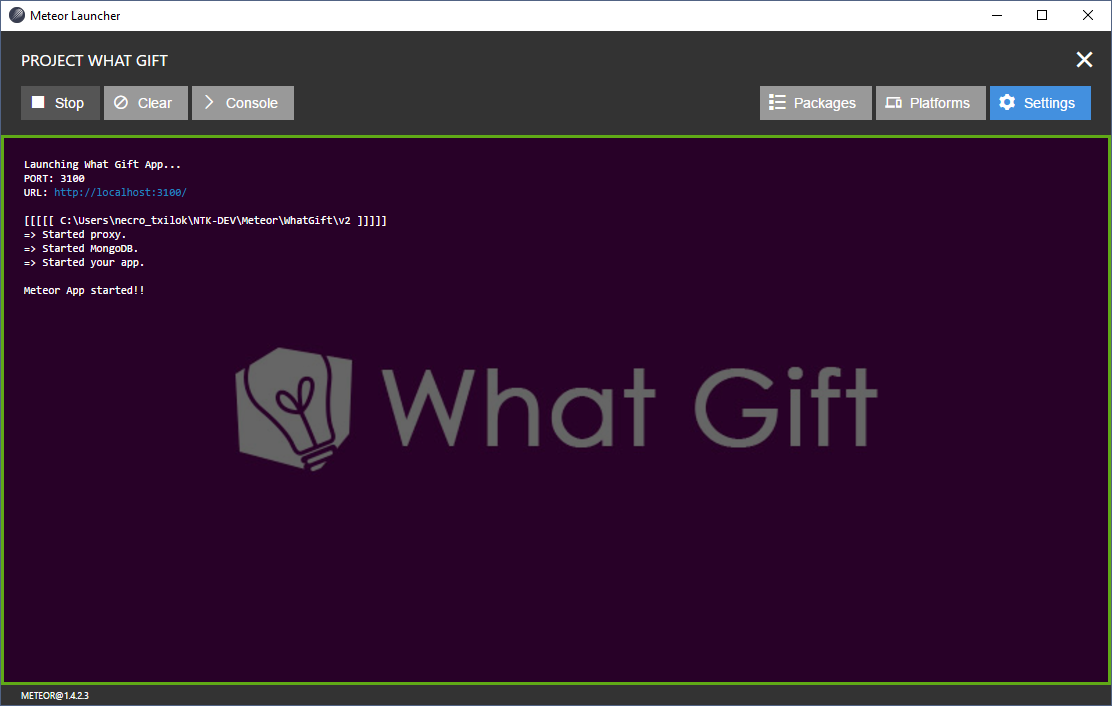 Meteor Launcher
PROJECT WHAT GIFT
Stop Clear Console Packages Platforms Settings
Launching What Gift App...
PORT: 3100
URL: http://localhost:3100/
[[[[[ C:\Users\necro_txilok\NTK-DEV\Meteor\WhatGift\v2 ]]]]]
=> Started proxy.
=> Started MongoDB.
=> Started your app.
Meteor App started!!
What Gift
METEOR@1.4.2.3